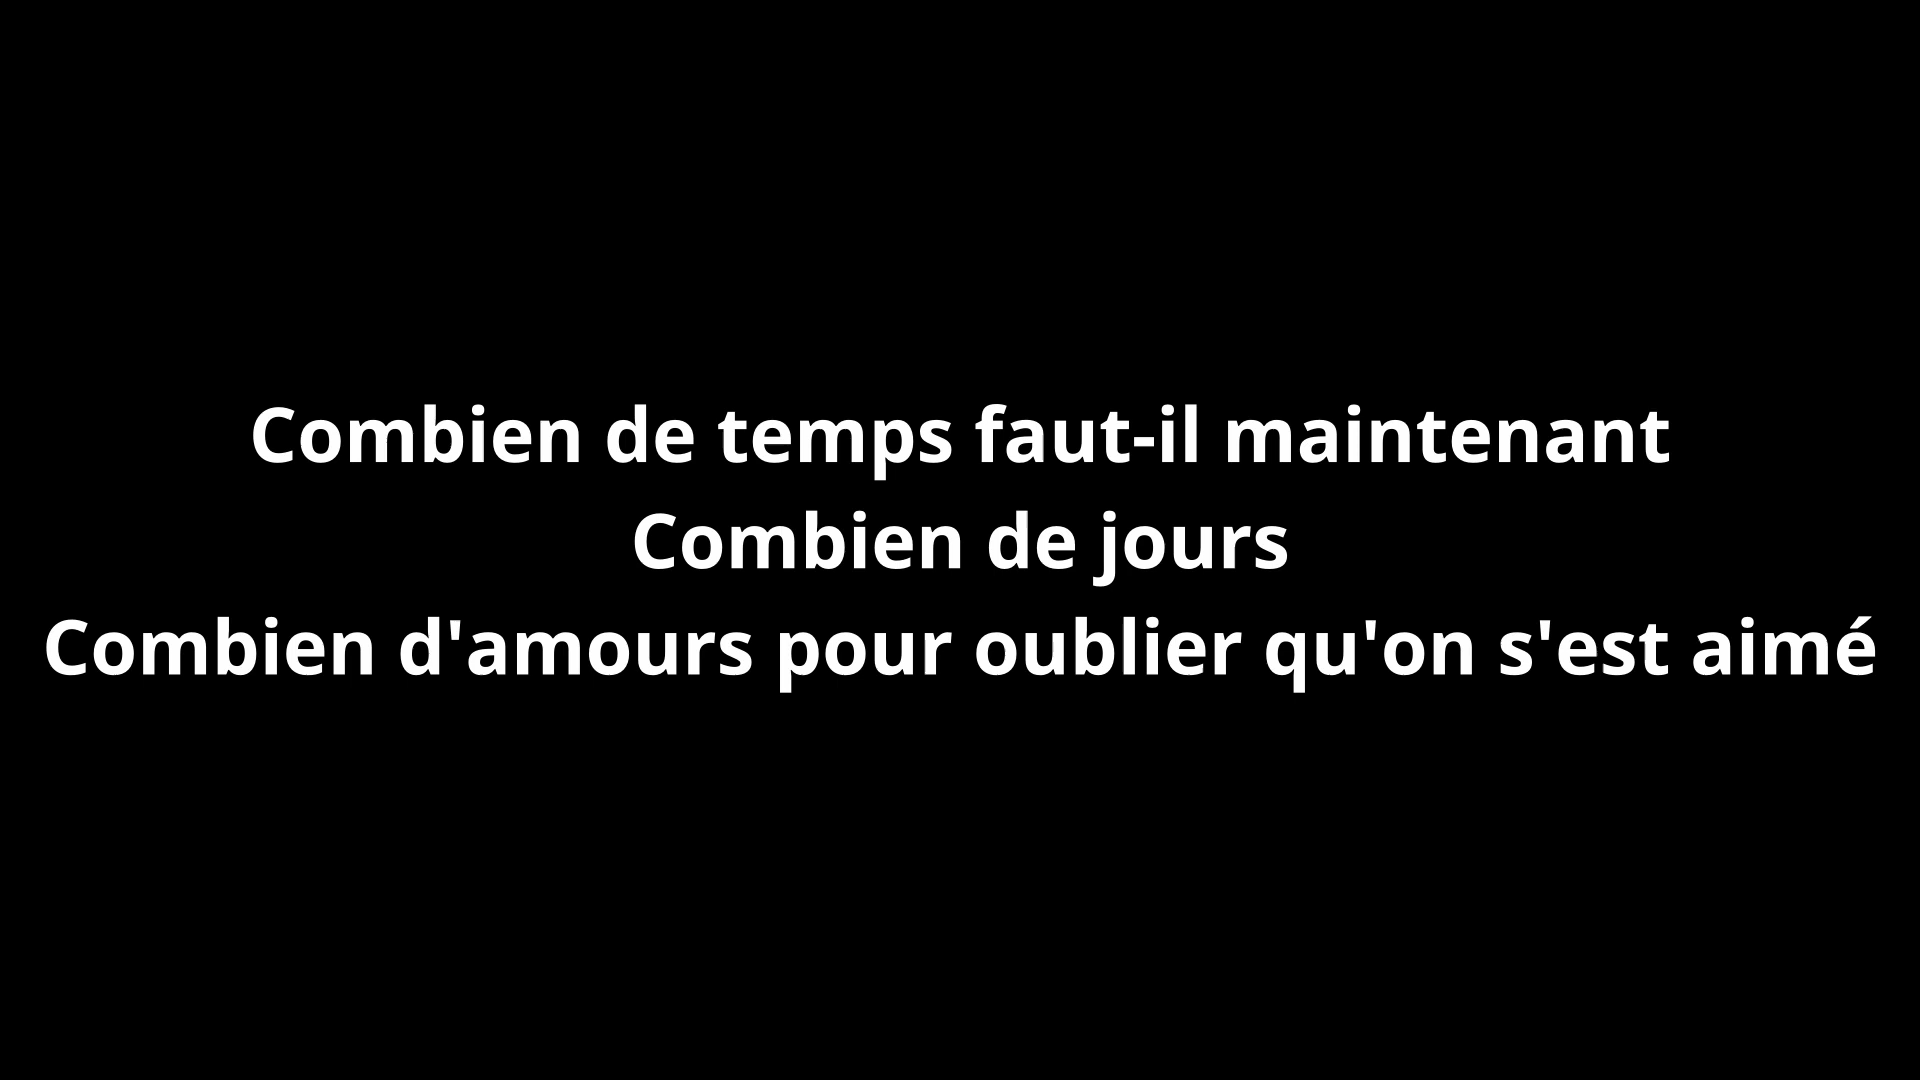 Combien de temps faut-il maintenant
Combien de jours
Combien d'amours pour oublier qu'on s'est aimé